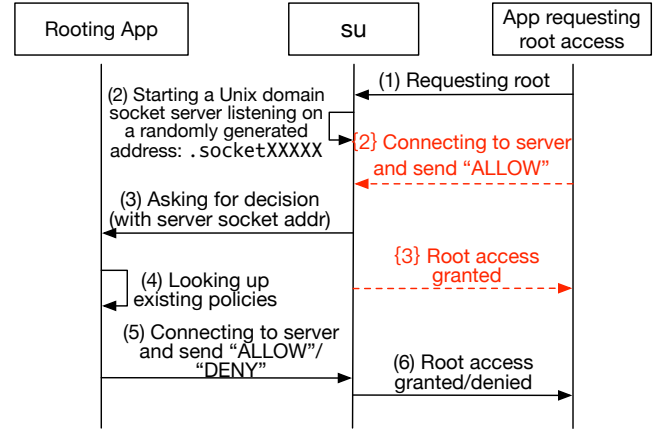 Rooting App
su
App requesting
root access
(1) Requesting root
(2) Starting a Unix domain
socket server listening on
a randomly generated
address: .socketXXXXX
{2} Connecting to server
and send “ALLOW”
(3) Asking for decision
(with server socket addr)
{3} Root access
granted
(4) Looking up
existing policies
(5) Connecting to server
and send “ALLOW”/
“DENY”
(6) Root access
granted/denied